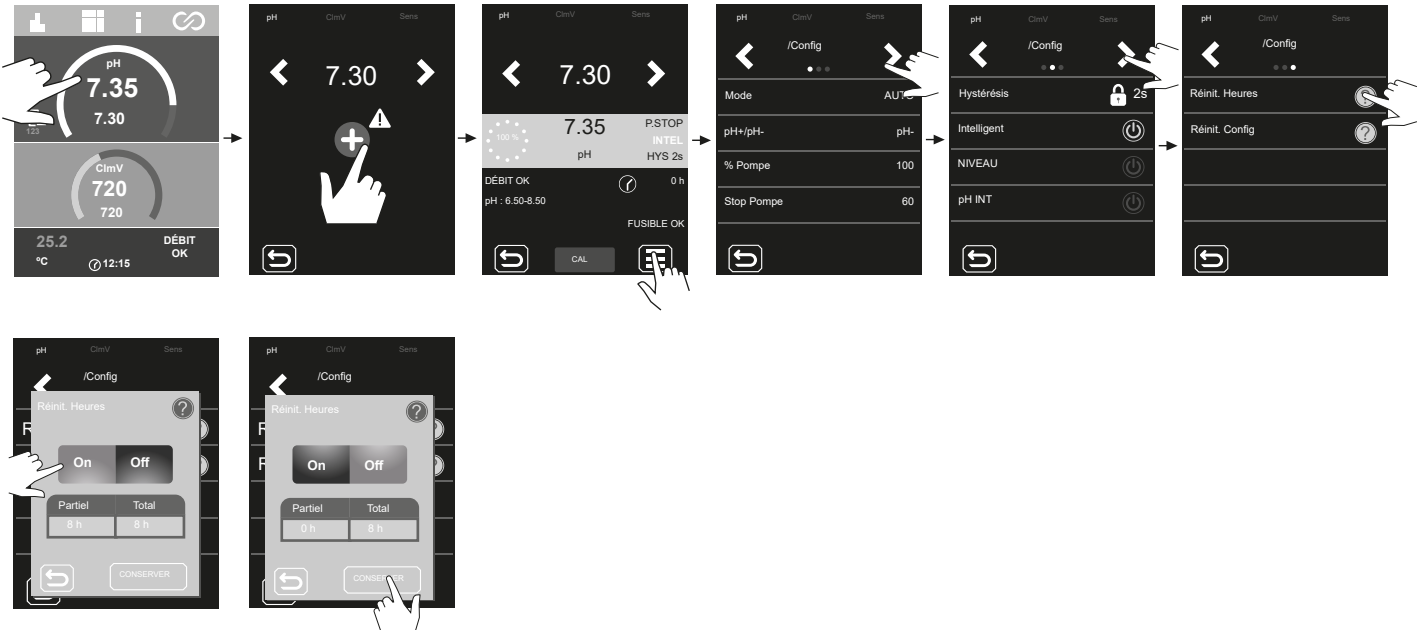 pH
7.35
7.30
123
ClmV
720
720
25.2
ºC
12:15
DÉBIT
OK
pH ClmV Sens
7.30
pH ClmV Sens
7.30
100 %
7.35
pH
P.STOP
INTEL
HYS 2s
DÉBIT OK
0 h
pH : 6.50-8.50
FUSIBLE OK
CAL
pH ClmV Sens
/Config
Mode AUTO
pH+/pH- pH-
% Pompe 100
Stop Pompe 60
pH ClmV Sens
/Config
Hystérésis 2s
Intelligent
NIVEAU
pH INT
pH ClmV Sens
/Config
Réinit. Heures ?
Réinit. Config ?
pH ClmV Sens
/Config
Réinit. Heures ?
R
On Off
Partiel Total
8 h 8 h
CONSERVER
pH ClmV Sens
/Config
Réinit. Heures ?
R
R
On Off
Partiel Total
0 h 8 h
CONSERVER